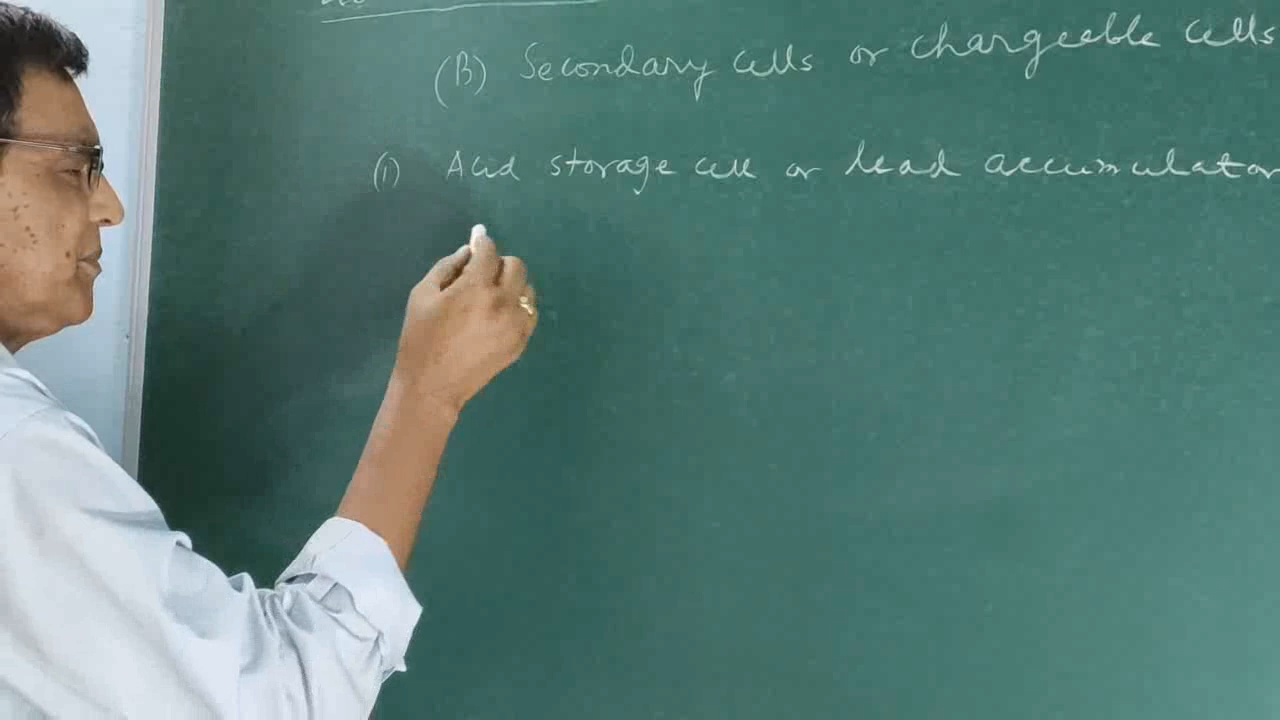 (B) Secondary cells or chargeable cells
(1) Acid storage cell or lead accumulator